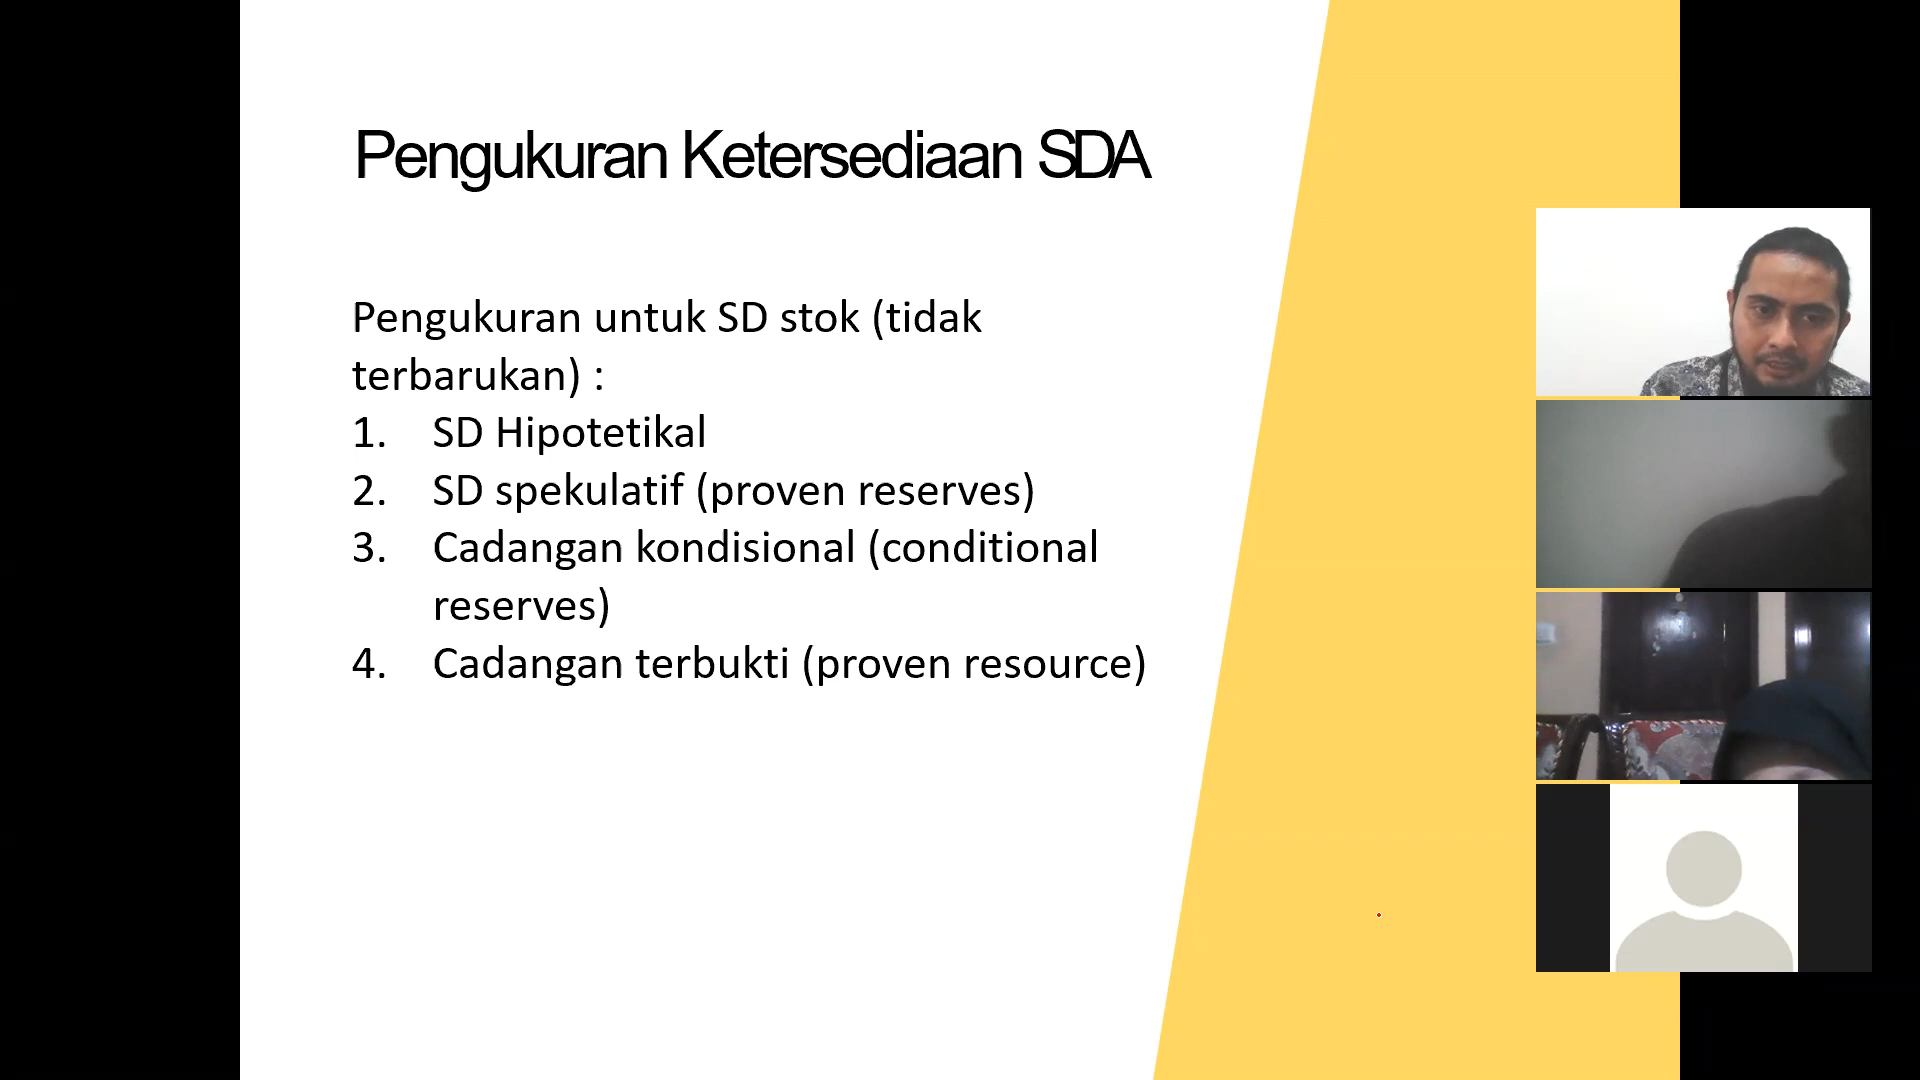 Pengukuran Ketersediaan SDA
Pengukuran untuk SD stok (tidak
terbarukan) :
1. SD Hipotetikal
2. SD spekulatif (proven reserves)
3. Cadangan kondisional (conditional
reserves)
4. Cadangan terbukti (proven resource)